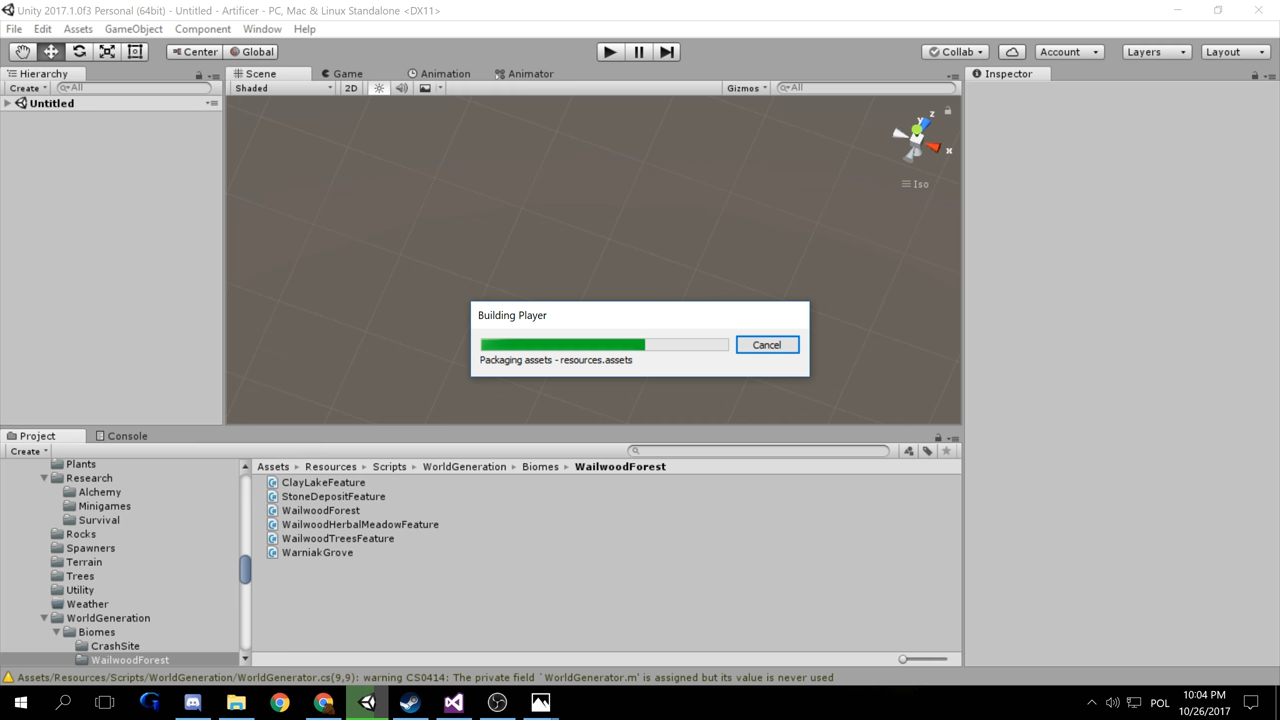 Unity 2017.1.0f3 Personal (64bit) - Untitled - Artificer - PC, Mac & Linux Standalone <DX11>
File Edit Assets GameObject Component Window Help
Center Global Collab Account Layers Layout
Hierarchy Scene Game Animation Animator Inspector
Create All Shaded 2D Gizmos All
Untitled
y z
x
Iso
Building Player
Cancel
Packaging assets - resources.assets
Project Console
Create
Plants
Research
Alchemy
Minigames
Survival
Rocks
Spawners
Terrain
Trees
Utility
Weather
WorldGeneration
Biomes
CrashSite
WailwoodForest
Assets Resources Scripts WorldGeneration Biomes WailwoodForest
ClayLakeFeature
StoneDepositFeature
WailwoodForest
WailwoodHerbalMeadowFeature
WailwoodTreesFeature
WarniakGrove
Assets/Resources/Scripts/WorldGeneration/WorldGenerator.cs(9,9): warning CS0414: The private field `WorldGenerator.m' is assigned but its value is never used
POL
10:04 PM
10/26/2017